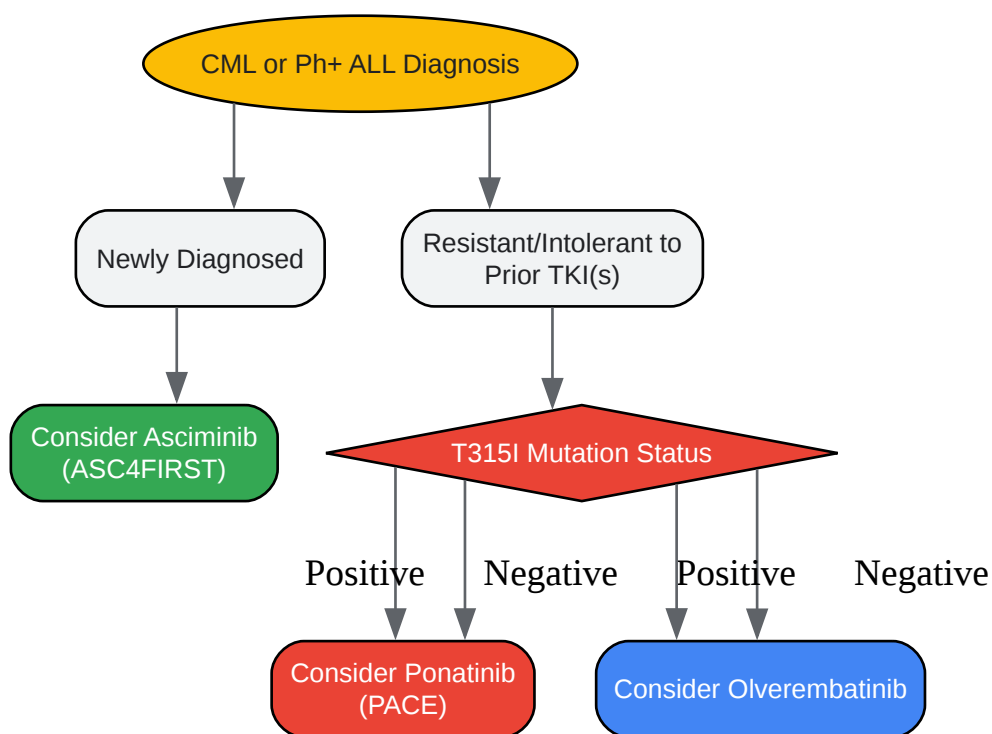 CML or Ph+ ALL Diagnosis
Newly Diagnosed
Resistant/Intolerant to
Prior TKI(s)
Consider Asciminib
(ASC4FIRST)
T315I Mutation Status
Positive
Negative
Positive
Negative
Consider Ponatinib
(PACE)
Consider Olverembatinib